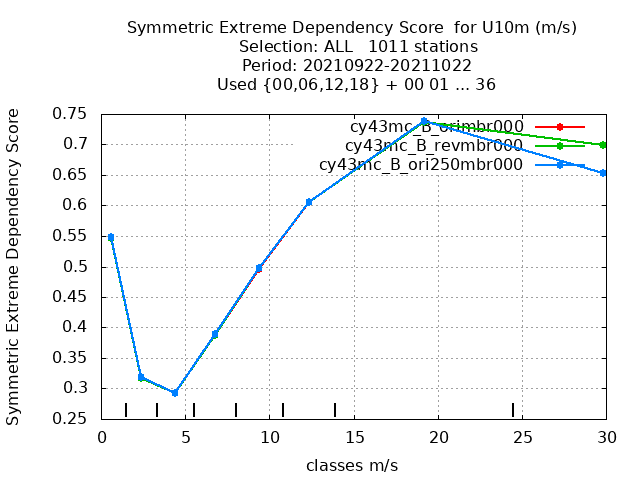 Symmetric Extreme Dependency Score  for U10m (m/s)
Selection: ALL   1011 stations
Period: 20210922-20211022
Used {00,06,12,18} + 00 01 ... 36
Symmetric Extreme Dependency Score
0.75
0.7
0.65
0.6
0.55
0.5
0.45
0.4
0.35
0.3
0.25
cy43mc_B_orimbr000
cy43mc_B_revmbr000
cy43mc_B_ori250mbr000
0 5 10 15 20 25 30
classes m/s